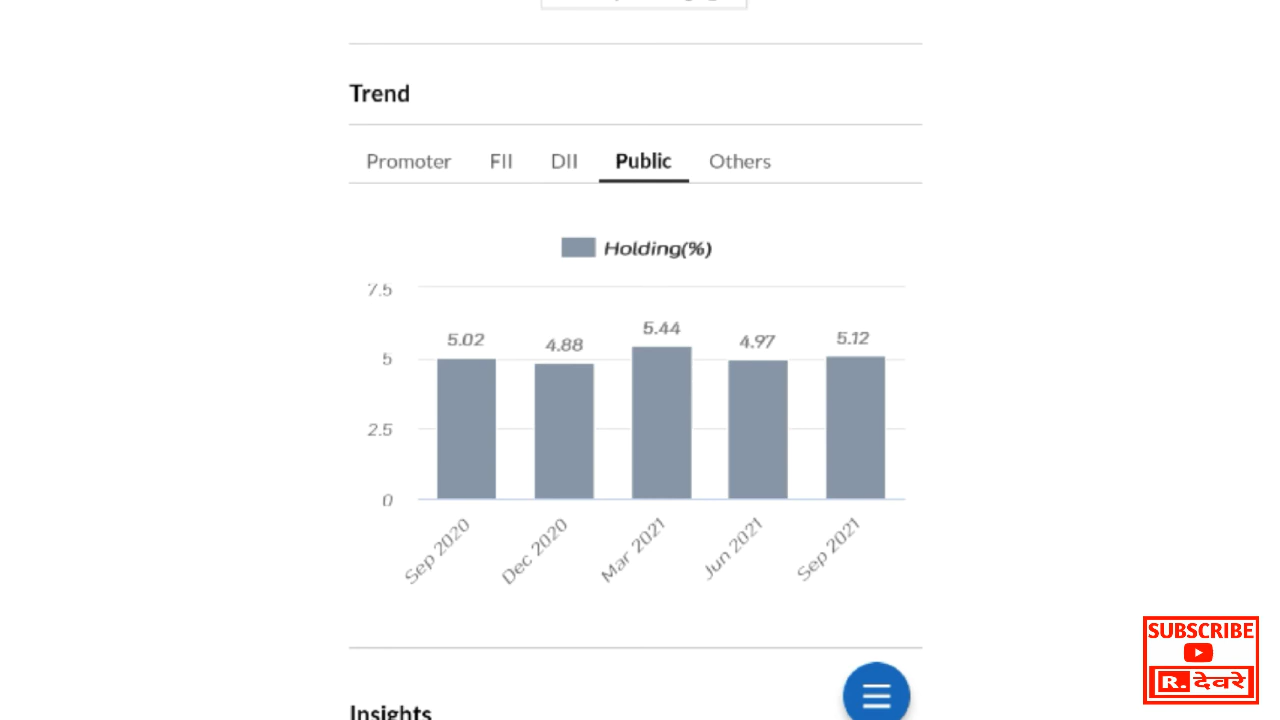 Trend
Promoter FII DII Public Others
Holding(%)
7.5
5.02 4.88 5.44 4.97 5.12
5
2.5
0
Sep 2020 Dec 2020 Mar 2021 Jun 2021 Sep 2021
Insights
SUBSCRIBE
R. देवरे